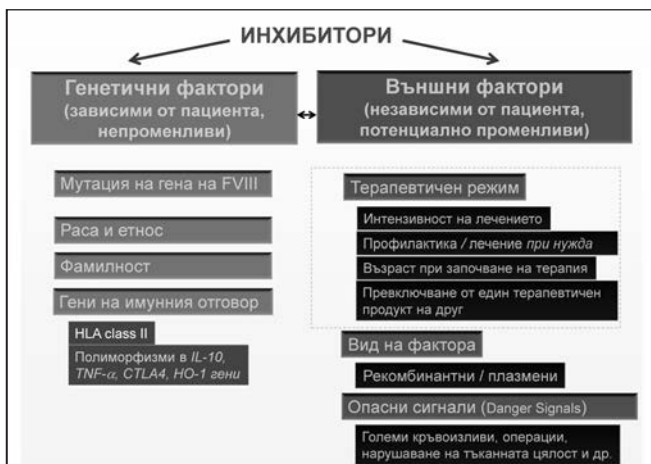 ИНХИБИТОРИ
Генетични фактори
(зависими от пациента,
непроменливи)
Външни фактори
(независими от пациента,
потенциално променливи)
Мутация на гена на FVIII
Раса и етнос
Фамилност
Гени на имунния отговор
HLA class II
Полиморфизми в IL-10,
TNF-α, CTLA4, HO-1 гени
Терапевтичен режим
Интензивност на лечението
Профилактика / лечение при нужда
Възраст при започване на терапия
Превключване от един терапевтичен
продукт на друг
Вид на фактора
Рекомбинантни / плазмени
Опасни сигнали (Danger Signals)
Големи кръвоизливи, операции,
нарушаване на тъканната цялост и др.